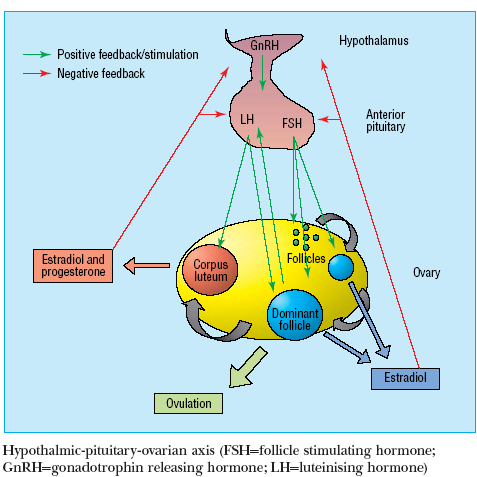 GnRH
Hypothalamus
Positive feedback/stimulation
Negative feedback
LH
FSH
Anterior
pituitary
Estradiol and
progesterone
Corpus
luteum
Follicles
Ovary
Dominant
follicle
Estradiol
Ovulation
Hypothalmic-pituitary-ovarian axis (FSH=follicle stimulating hormone;
GnRH=gonadotrophin releasing hormone; LH=luteinising hormone)